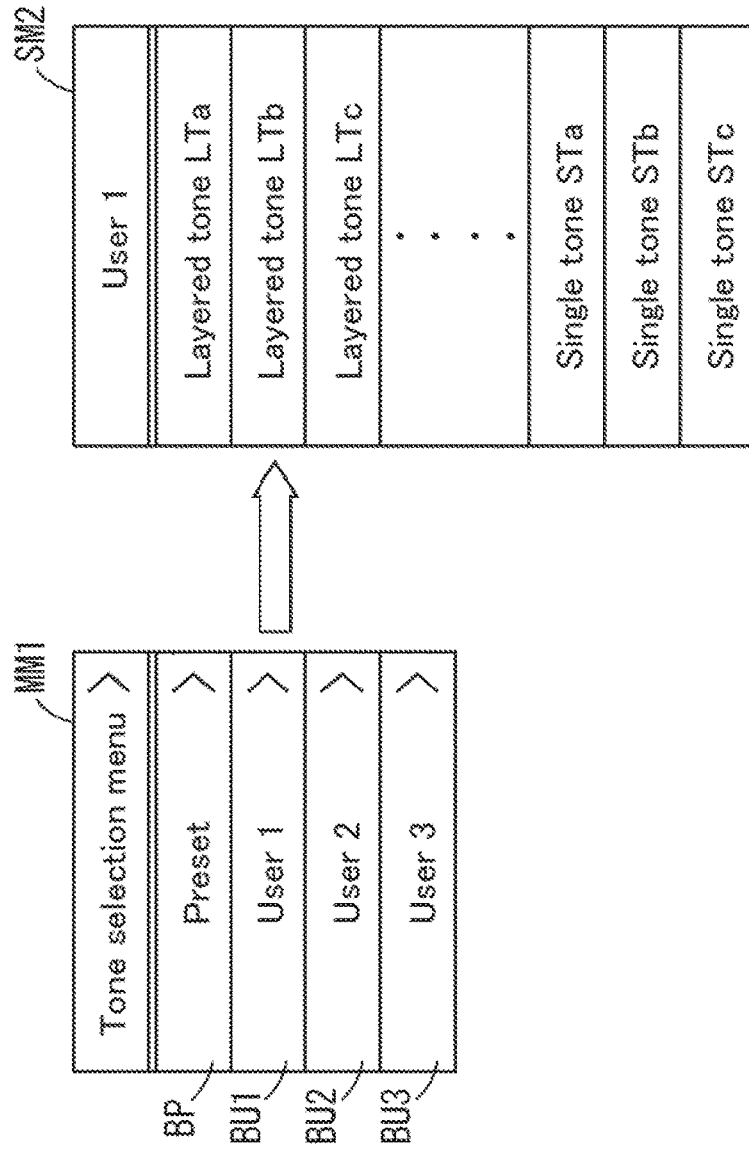 MM1
Tone selection menu >
BP
Preset >
BU1
User 1 >
BU2
User 2 >
BU3
User 3 >
SM2
User 1
Layered tone LTa
Layered tone LTb
Layered tone LTc
. . . .
Single tone STa
Single tone STb
Single tone STc